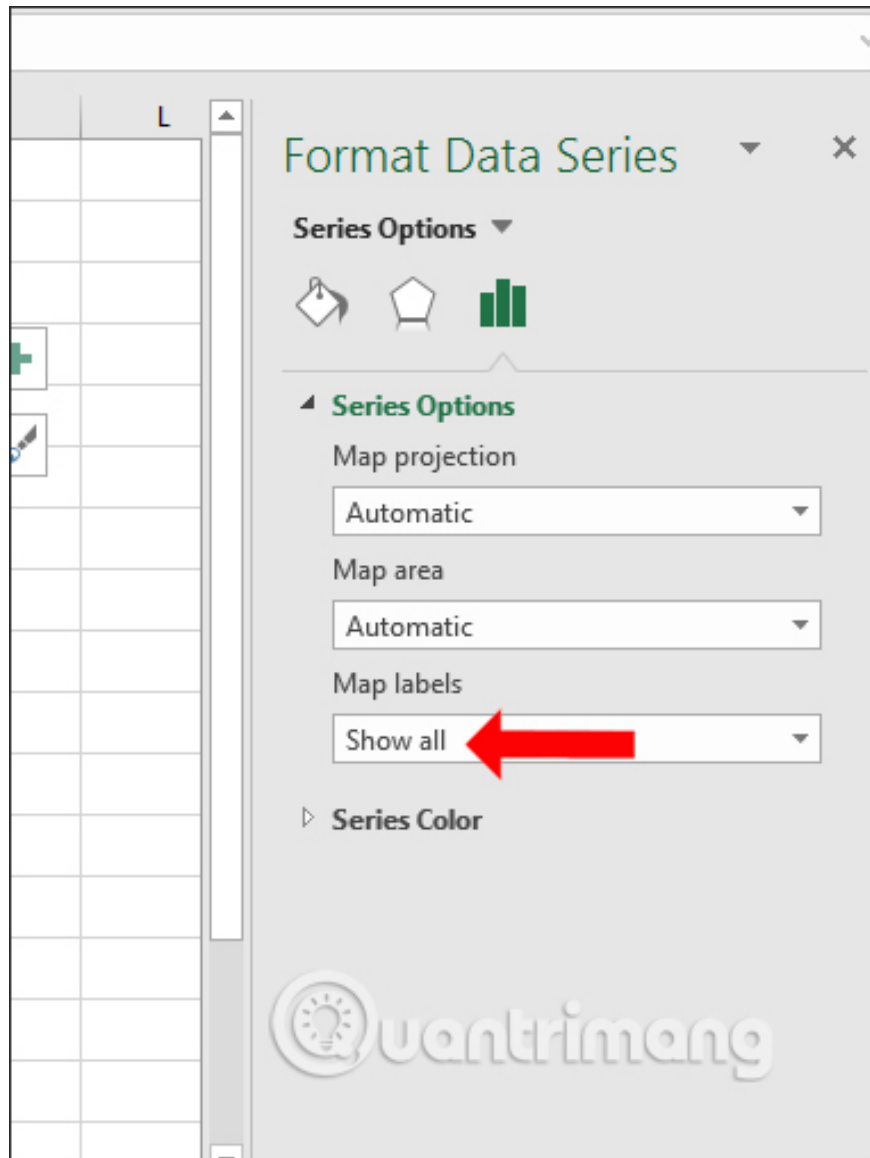 L
Format Data Series
Series Options
Series Options
Map projection
Automatic
Map area
Automatic
Map labels
Show all
Series Color
Quantrimang